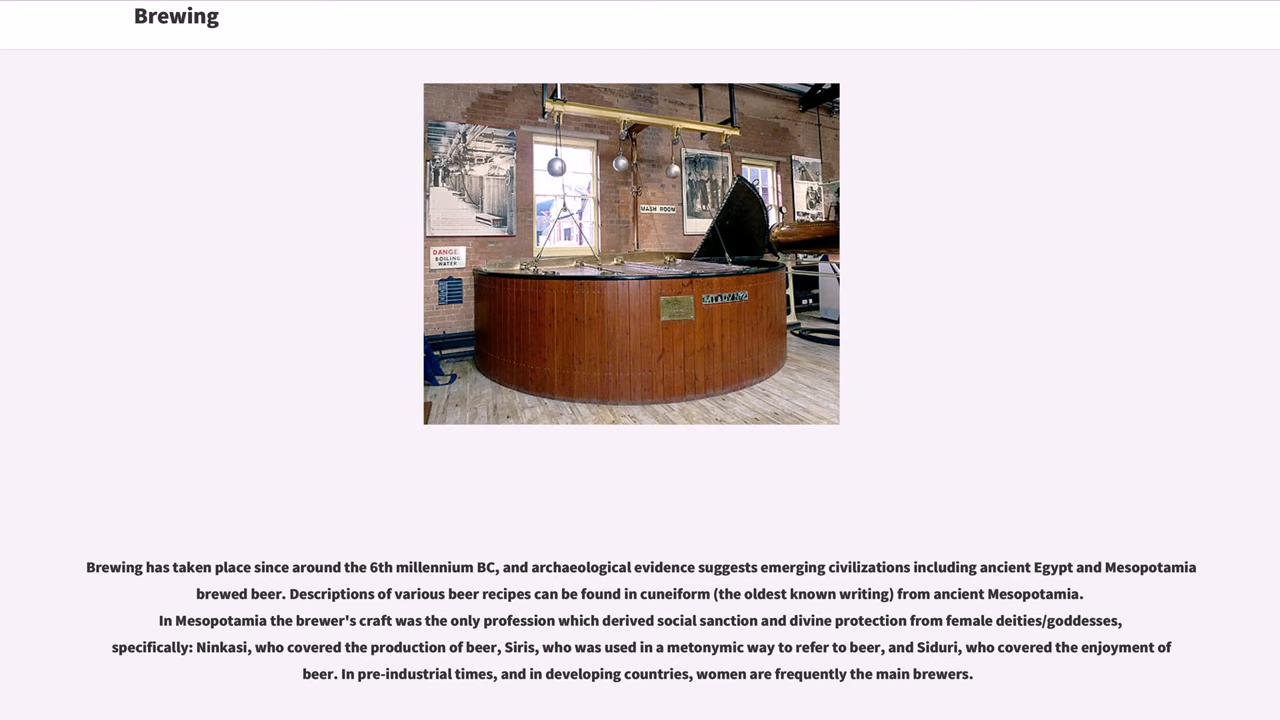 Brewing
DANGER
BOILING
WATER
MASH ROOM
Brewing has taken place since around the 6th millennium BC, and archaeological evidence suggests emerging civilizations including ancient Egypt and Mesopotamia
brewed beer. Descriptions of various beer recipes can be found in cuneiform (the oldest known writing) from ancient Mesopotamia.
In Mesopotamia the brewer's craft was the only profession which derived social sanction and divine protection from female deities/goddesses,
specifically: Ninkasi, who covered the production of beer, Siris, who was used in a metonymic way to refer to beer, and Siduri, who covered the enjoyment of
beer. In pre-industrial times, and in developing countries, women are frequently the main brewers.